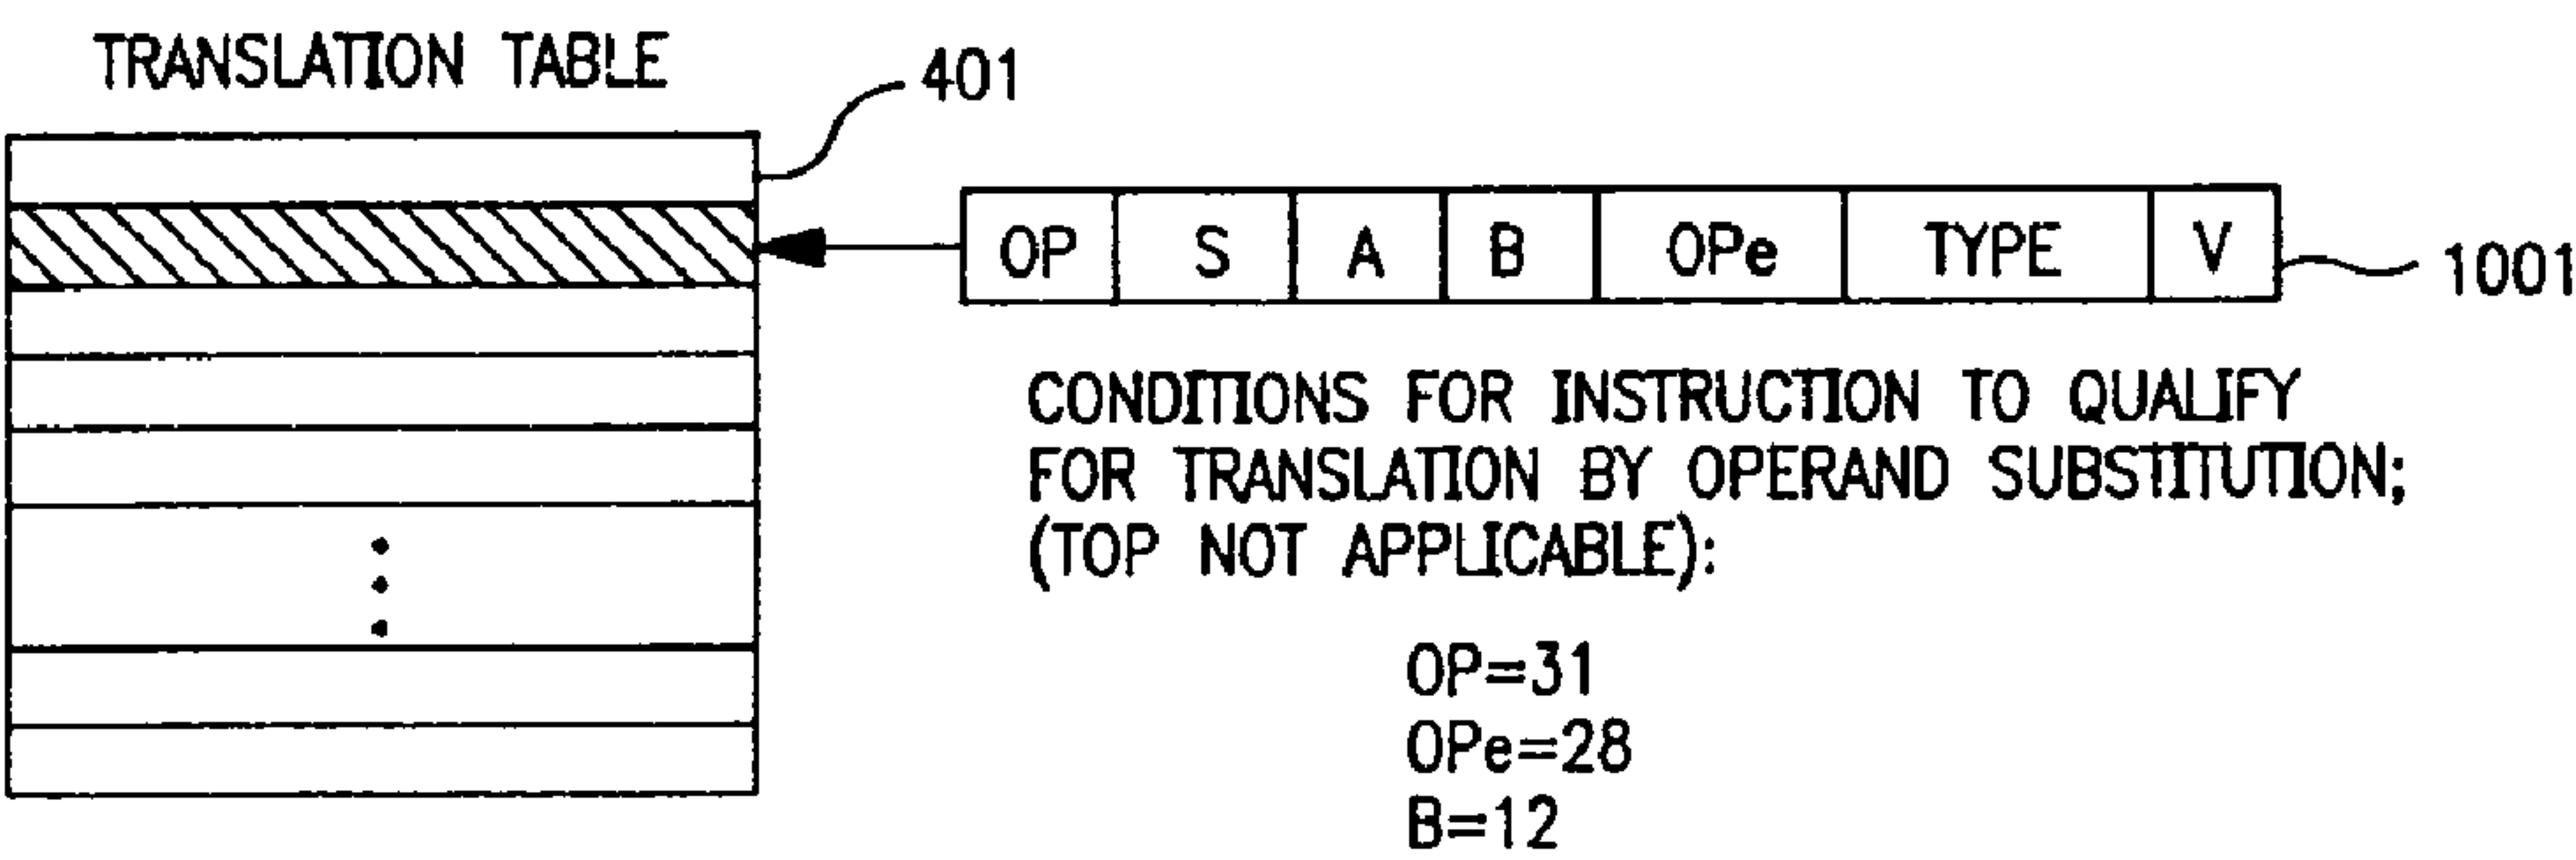 TRANSLATION TABLE
401
OP S A B OPe TYPE V
1001
CONDITIONS FOR INSTRUCTION TO QUALIFY
FOR TRANSLATION BY OPERAND SUBSTITUTION;
(TOP NOT APPLICABLE):
OP=31
OPe=28
B=12